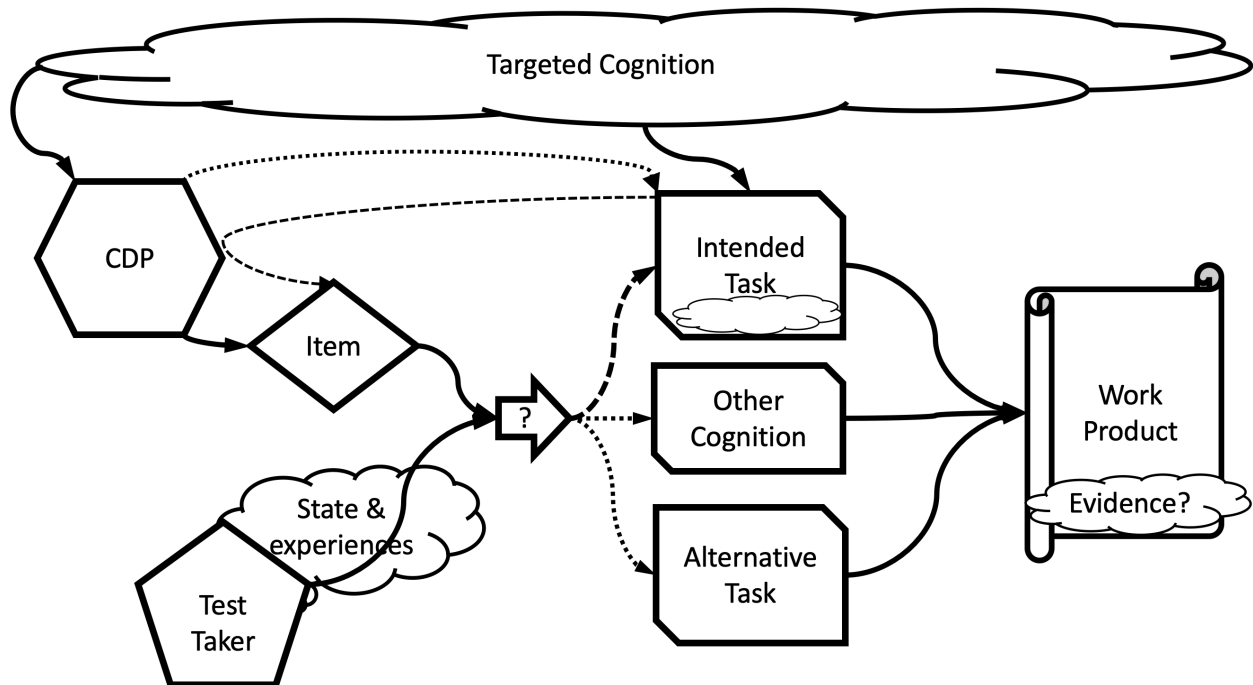 Targeted Cognition
CDP
Intended
Task
Item
?
Other
Cognition
Work
Product
State &
experiences
Evidence?
Alternative
Task
Test
Taker